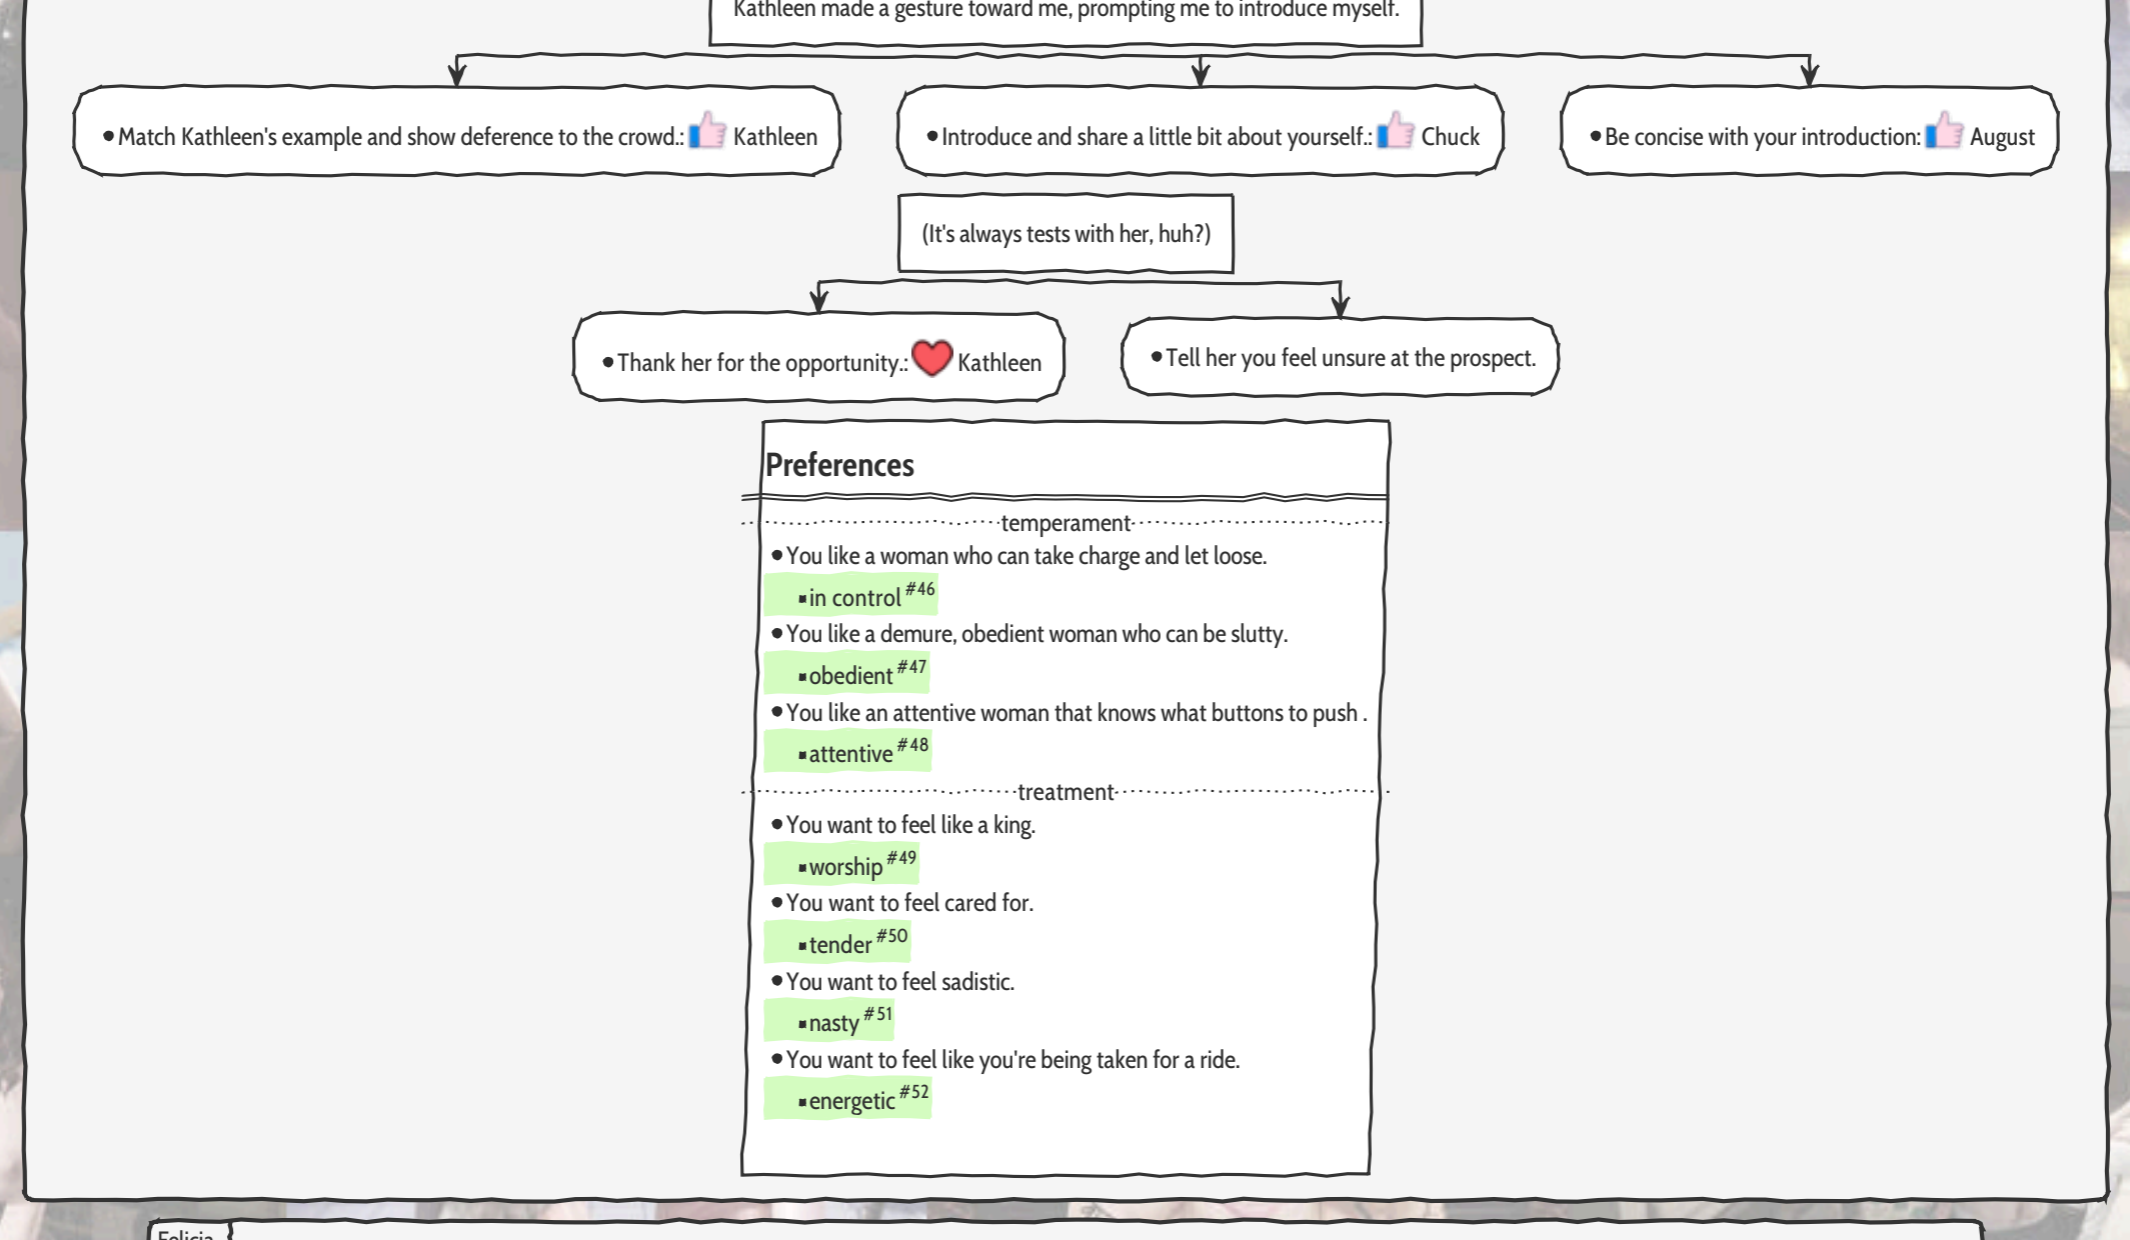 Kathleen made a gesture toward me, prompting me to introduce myself.
•Match Kathleen's example and show deference to the crowd.: Kathleen
•Introduce and share a little bit about yourself.: Chuck
•Be concise with your introduction: August
(It's always tests with her, huh?)
•Thank her for the opportunity.: Kathleen
•Tell her you feel unsure at the prospect.
Preferences
temperament
•You like a woman who can take charge and let loose.
▪in control #46
•You like a demure, obedient woman who can be slutty.
▪obedient #47
•You like an attentive woman that knows what buttons to push .
▪attentive #48
treatment
•You want to feel like a king.
▪worship #49
•You want to feel cared for.
▪tender #50
•You want to feel sadistic.
▪nasty #51
•You want to feel like you're being taken for a ride.
▪energetic #52
Felicia